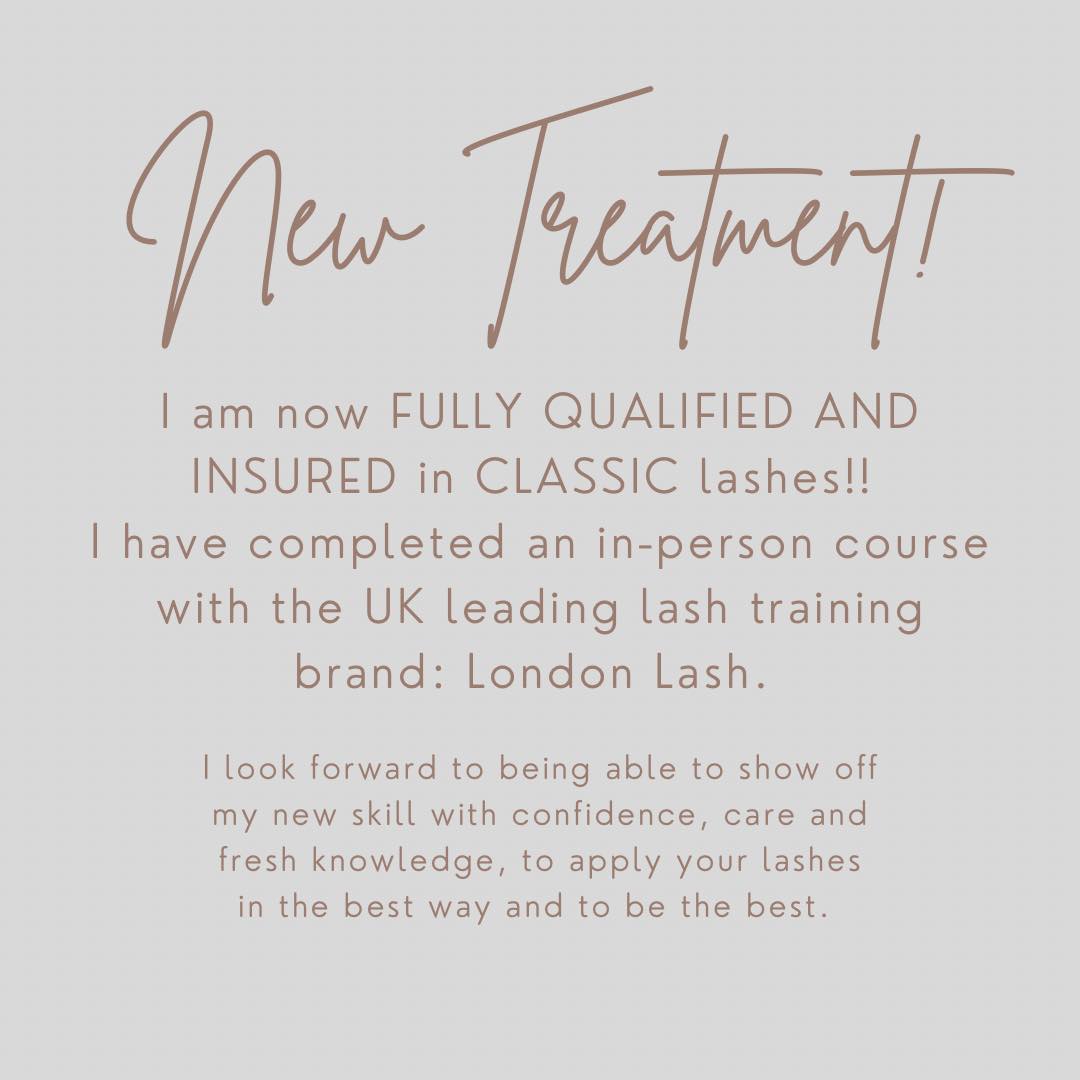 New Treatment!
I am now FULLY QUALIFIED AND
INSURED in CLASSIC lashes!!
I have completed an in-person course
with the UK leading lash training
brand: London Lash.
I look forward to being able to show off
my new skill with confidence, care and
fresh knowledge, to apply your lashes
in the best way and to be the best.